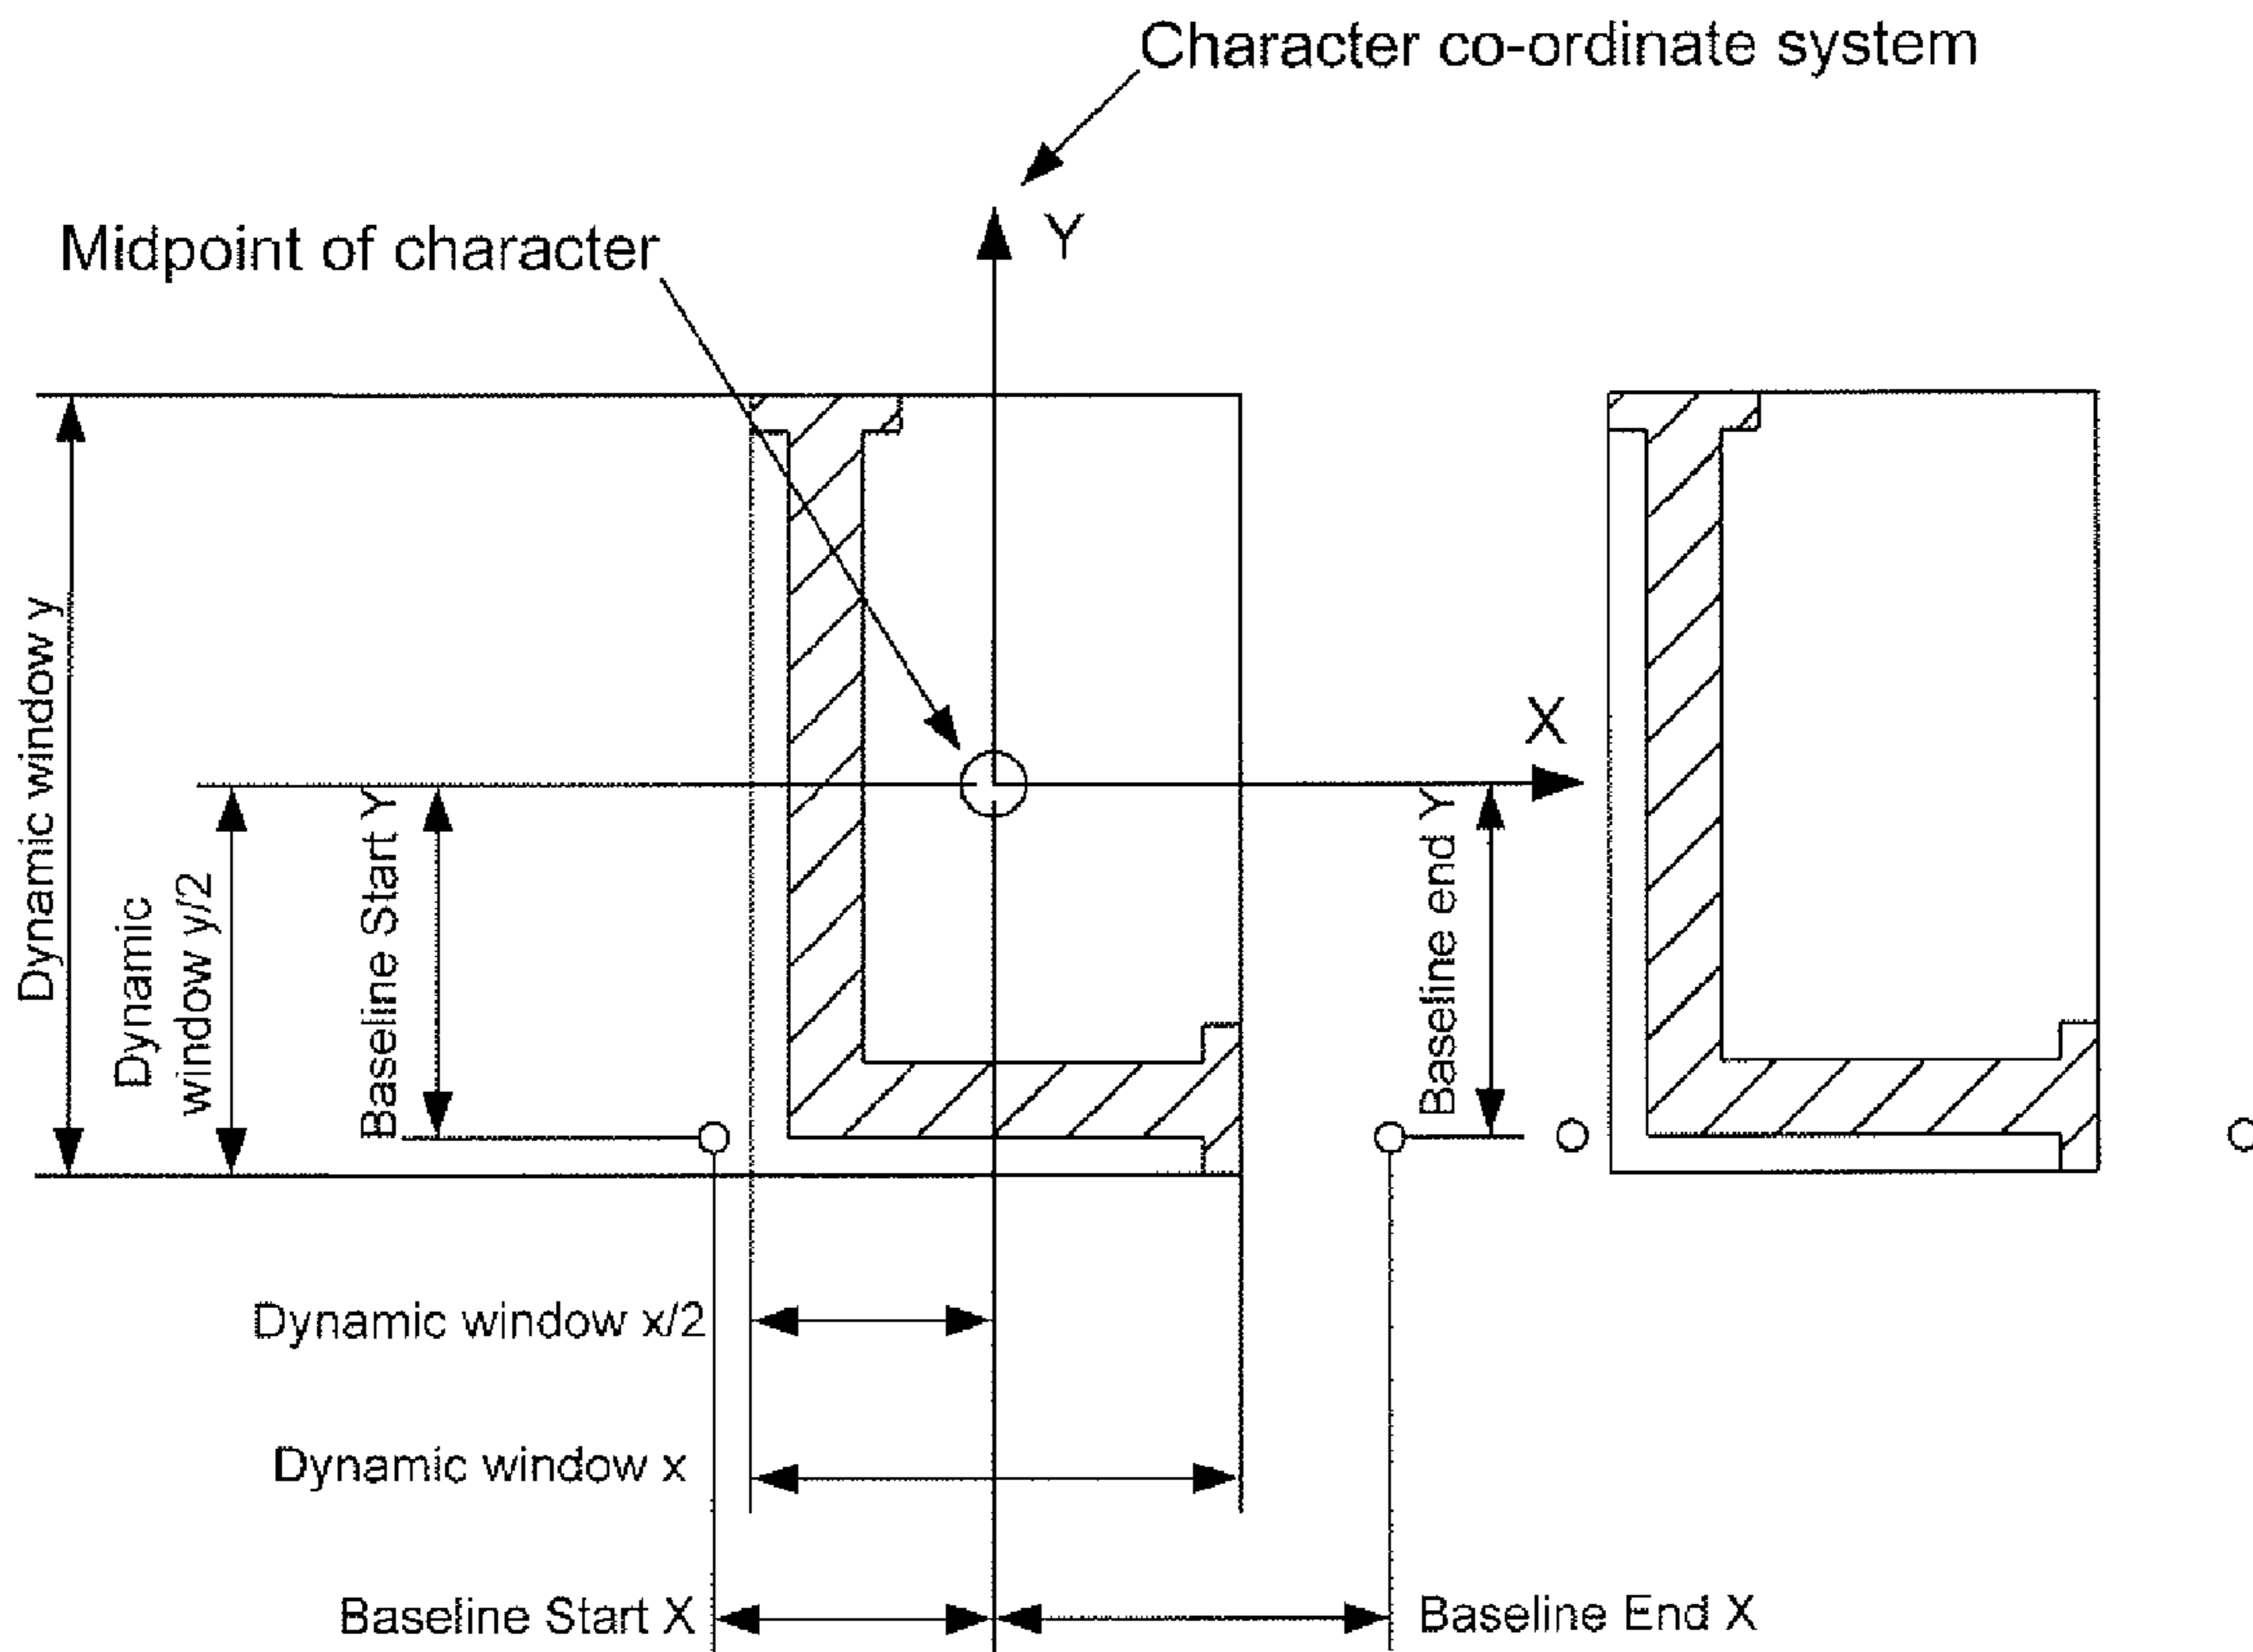 Character co-ordinate system
Y
Midpoint of character
X
Dynamic window y
Dynamic
window y/2
Baseline Start Y
Baseline end Y
Dynamic window x/2
Dynamic window x
Baseline Start X
Baseline End X